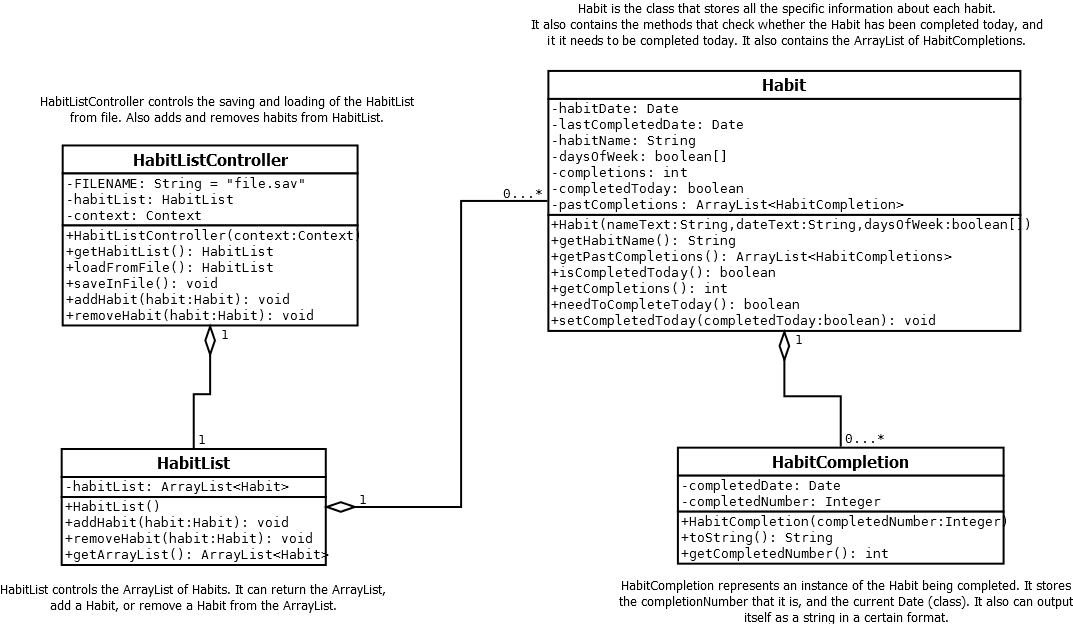 Habit is the class that stores all the specific information about each habit.
It also contains the methods that check whether the Habit has been completed today, and
it it needs to be completed today. It also contains the ArrayList of HabitCompletions.
Habit
-habitDate: Date
-lastCompletedDate: Date
-habitName: String
-daysOfWeek: boolean[]
-completions: int
-completedToday: boolean
-pastCompletions: ArrayList<HabitCompletion>
+Habit(nameText:String,dateText:String,daysOfWeek:boolean[])
+getHabitName(): String
+getPastCompletions(): ArrayList<HabitCompletions>
+isCompletedToday(): boolean
+getCompletions(): int
+needToCompleteToday(): boolean
+setCompletedToday(completedToday:boolean): void
HabitListController controls the saving and loading of the HabitList
from file. Also adds and removes habits from HabitList.
HabitListController
-FILENAME: String = "file.sav"
-habitList: HabitList
-context: Context
+HabitListController(context:Context)
+getHabitList(): HabitList
+loadFromFile(): HabitList
+saveInFile(): void
+addHabit(habit:Habit): void
+removeHabit(habit:Habit): void
0...*
1
1
1
1
0...*
HabitList
-habitList: ArrayList<Habit>
+HabitList()
+addHabit(habit:Habit): void
+removeHabit(habit:Habit): void
+getArrayList(): ArrayList<Habit>
HabitList controls the ArrayList of Habits. It can return the ArrayList,
add a Habit, or remove a Habit from the ArrayList.
HabitCompletion
-completedDate: Date
-completedNumber: Integer
+HabitCompletion(completedNumber:Integer)
+toString(): String
+getCompletedNumber(): int
HabitCompletion represents an instance of the Habit being completed. It stores
the completionNumber that it is, and the current Date (class). It also can output
itself as a string in a certain format.